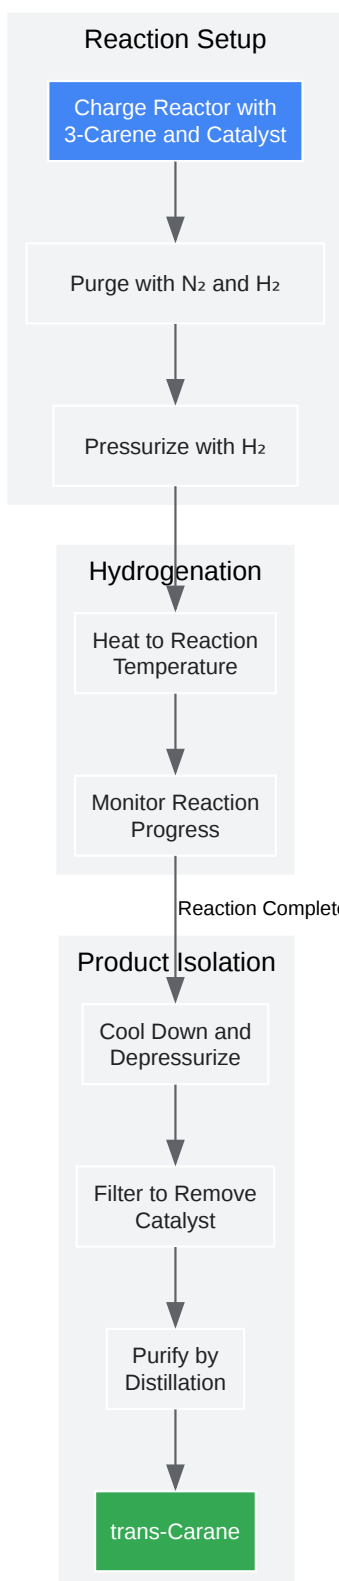 Reaction Setup
Charge Reactor with
3-Carene and Catalyst
Purge with N₂ and H₂
Pressurize with H₂
Hydrogenation
Heat to Reaction
Temperature
Monitor Reaction
Progress
Reaction Complete
Product Isolation
Cool Down and
Depressurize
Filter to Remove
Catalyst
Purify by
Distillation
trans-Carane